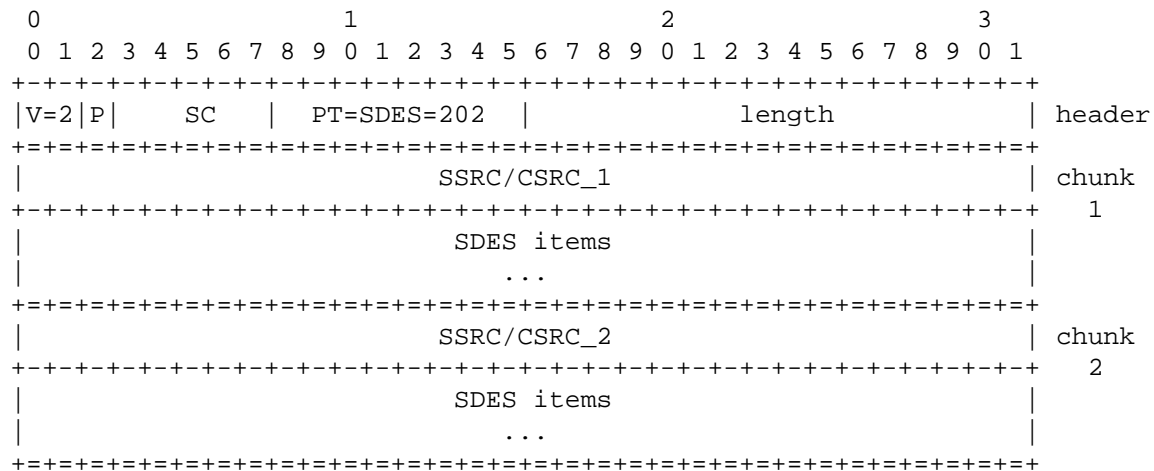 0                   1                   2                   3
 0 1 2 3 4 5 6 7 8 9 0 1 2 3 4 5 6 7 8 9 0 1 2 3 4 5 6 7 8 9 0 1
+-+-+-+-+-+-+-+-+-+-+-+-+-+-+-+-+-+-+-+-+-+-+-+-+-+-+-+-+-+-+-+-+
|V=2|P|    SC   |  PT=SDES=202  |             length            | header
+=+=+=+=+=+=+=+=+=+=+=+=+=+=+=+=+=+=+=+=+=+=+=+=+=+=+=+=+=+=+=+=+
|                          SSRC/CSRC_1                          | chunk
+-+-+-+-+-+-+-+-+-+-+-+-+-+-+-+-+-+-+-+-+-+-+-+-+-+-+-+-+-+-+-+-+   1
|                           SDES items                          |
|                              ...                              |
+=+=+=+=+=+=+=+=+=+=+=+=+=+=+=+=+=+=+=+=+=+=+=+=+=+=+=+=+=+=+=+=+
|                          SSRC/CSRC_2                          | chunk
+-+-+-+-+-+-+-+-+-+-+-+-+-+-+-+-+-+-+-+-+-+-+-+-+-+-+-+-+-+-+-+-+   2
|                           SDES items                          |
|                              ...                              |
+=+=+=+=+=+=+=+=+=+=+=+=+=+=+=+=+=+=+=+=+=+=+=+=+=+=+=+=+=+=+=+=+